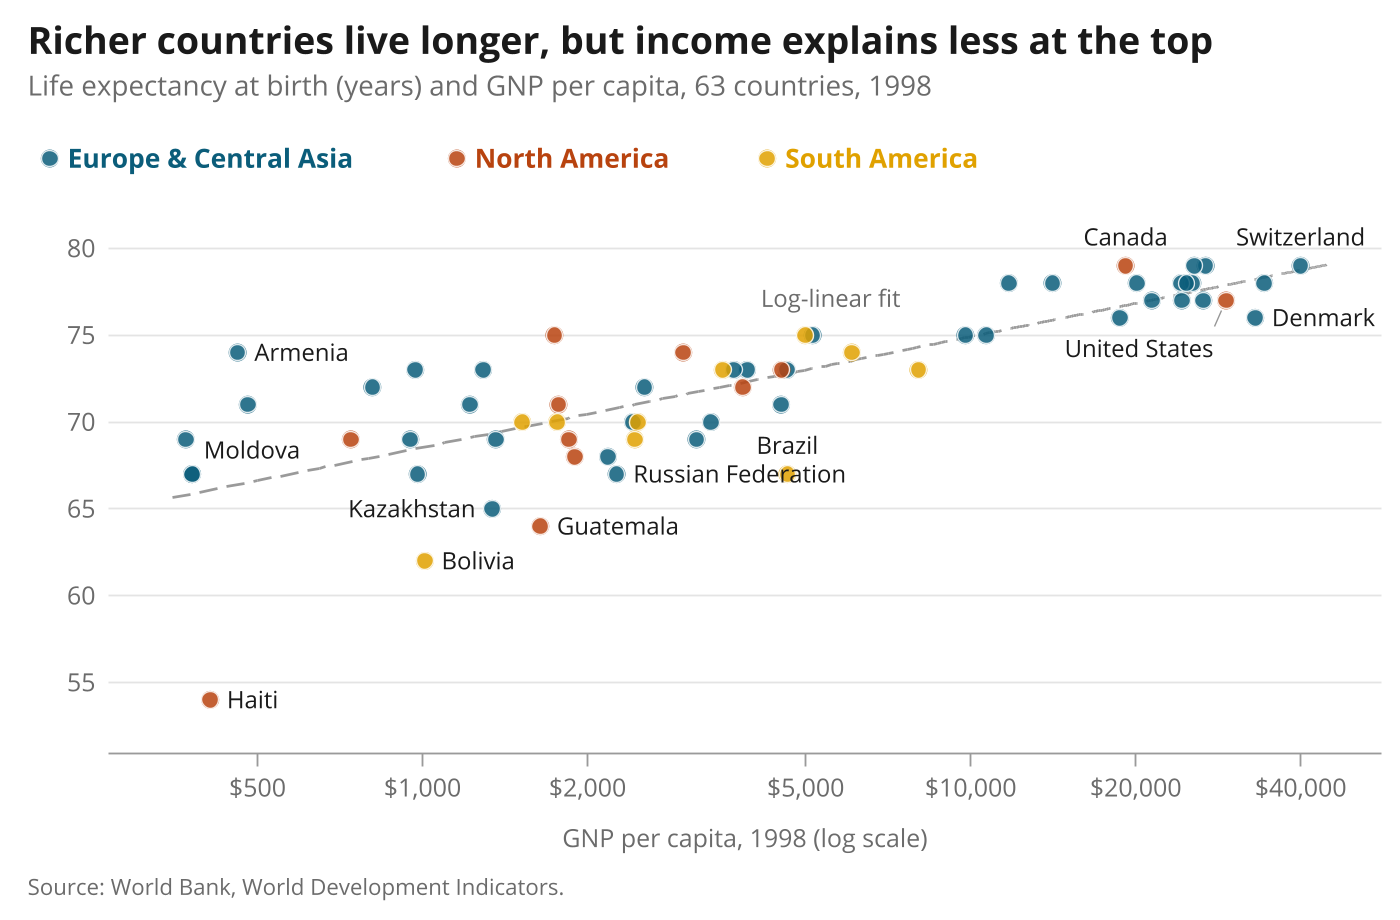 Richer countries live longer, but income explains less at the top
Life expectancy at birth (years) and GNP per capita, 63 countries, 1998
Europe & Central Asia
North America
South America
80
75
70
65
60
55
Canada
Switzerland
Log-linear fit
Denmark
United States
Armenia
Moldova
Brazil
Russian Federation
Kazakhstan
Guatemala
Bolivia
Haiti
$500
$1,000
$2,000
$5,000
$10,000
$20,000
$40,000
GNP per capita, 1998 (log scale)
Source: World Bank, World Development Indicators.